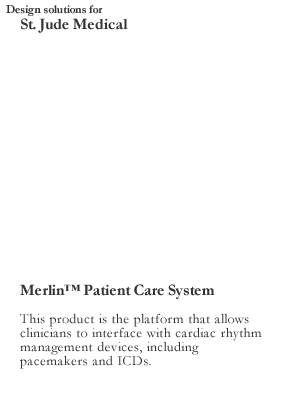 Design solutions for
St. Jude Medical
Merlin™ Patient Care System
This product is the platform that allows
clinicians to interface with cardiac rhythm
management devices, including
pacemakers and ICDs.